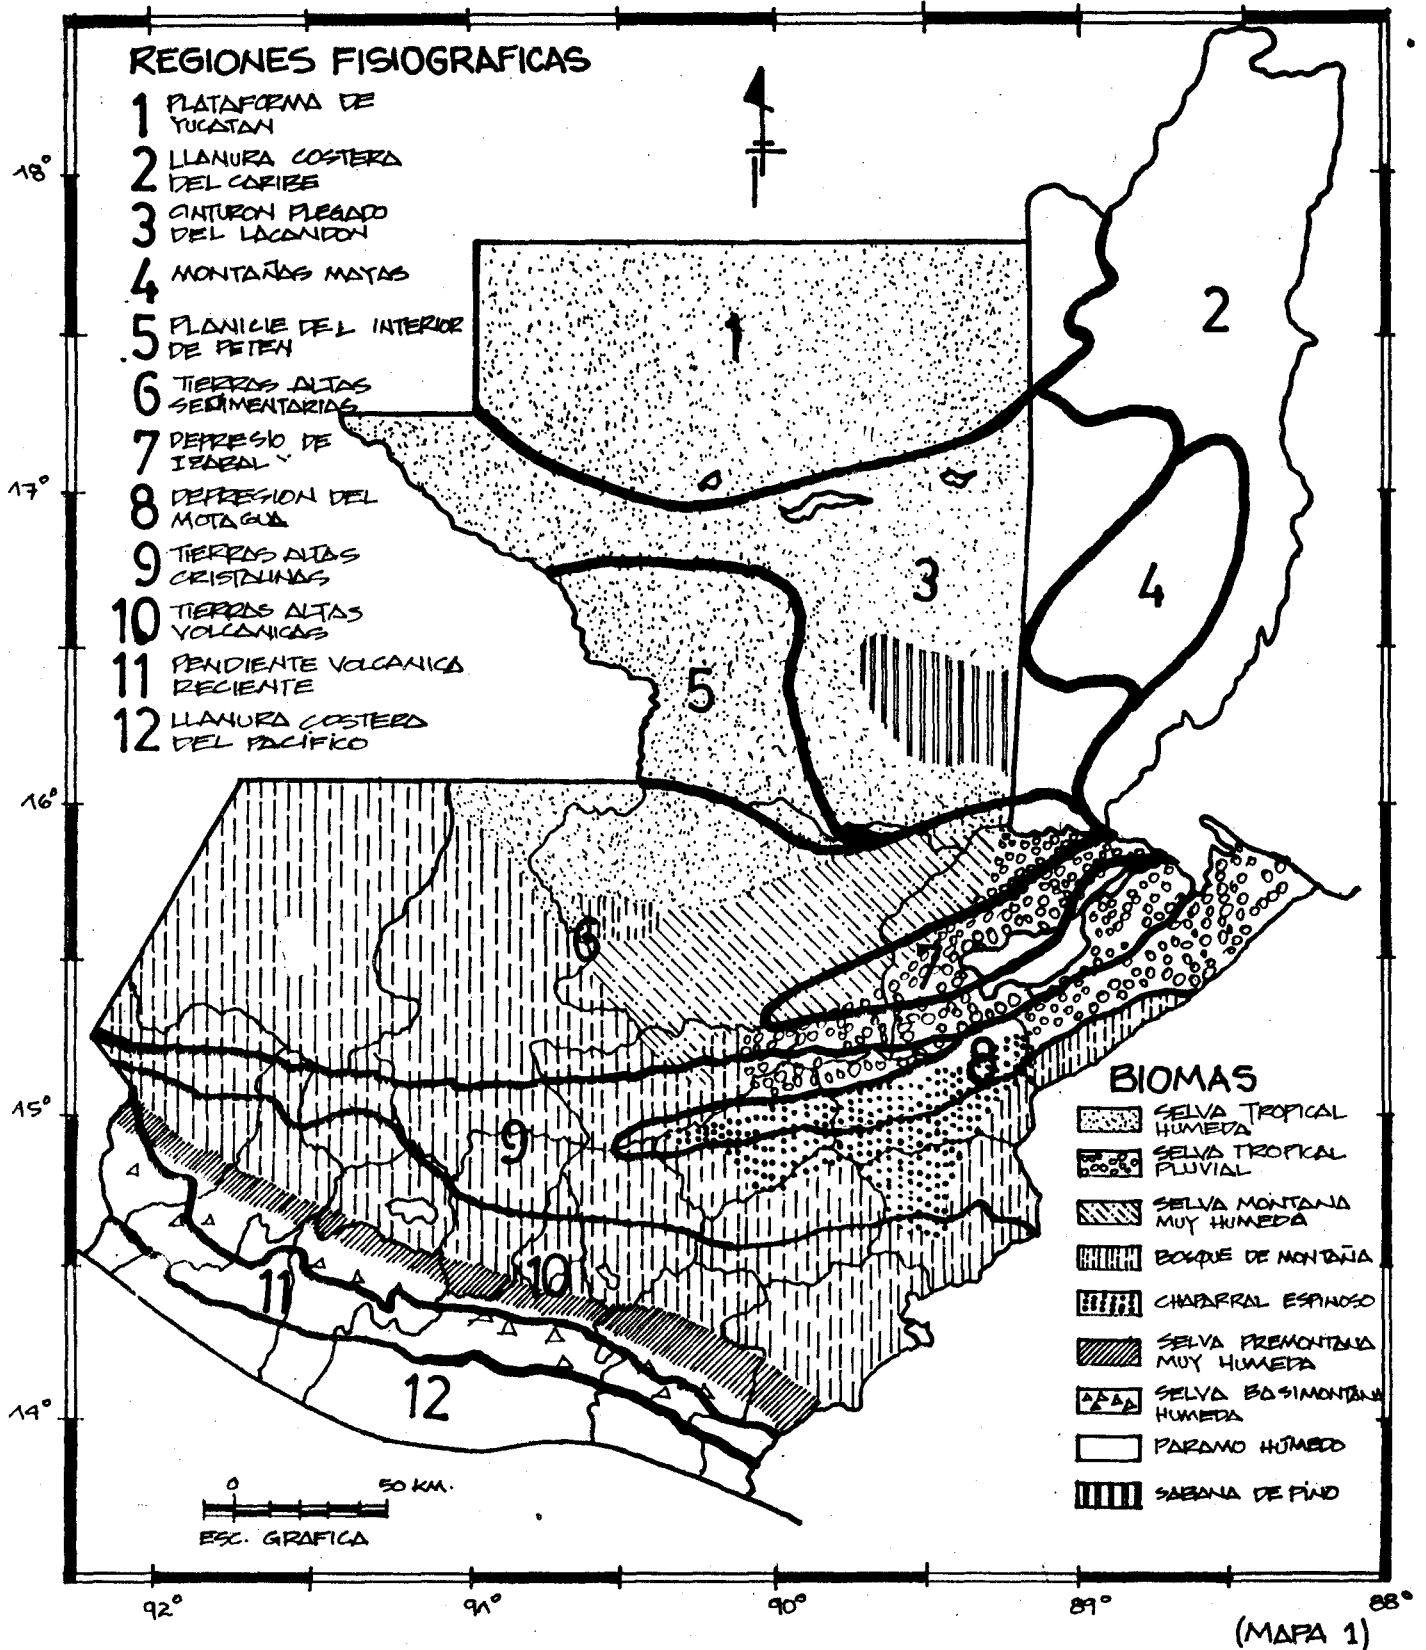 REGIONES FISIOGRAFICAS
1 PLATAFORMA DE
YUCATAN
2 LLANURA COSTERA
DEL CARIBE
3 CINTURON PLEGADO
DEL LACANDON
4 MONTAÑAS MAYAS
5 PLANICIE DEL INTERIOR
DE PETEN
6 TIERRAS ALTAS
SEDIMENTARIAS
7 DEPRESIO DE
IZABAL
8 DEPRESION DEL
MOTAGUA
9 TIERRAS ALTAS
CRISTALINAS
10 TIERRAS ALTAS
VOLCANICAS
11 PENDIENTE VOLCANICA
RECIENTE
12 LLANURA COSTERA
DEL PACÍFICO
18°
17°
16°
15°
14°
1
2
3
4
5
6
7
8
9
10
11
12
BIOMAS
SELVA TROPICAL
HUMEDA
SELVA TROPICAL
PLUVIAL
SELVA MONTANA
MUY HUMEDA
BOSQUE DE MONTAÑA
CHAPARRAL ESPINOSO
SELVA PREMONTANA
MUY HUMEDA
SELVA BASIMONTANA
HUMEDA
PARAMO HÚMEDO
SABANA DE PINO
0 50 KM.
ESC. GRAFICA
92° 91° 90° 89° 88°
(MAPA 1)